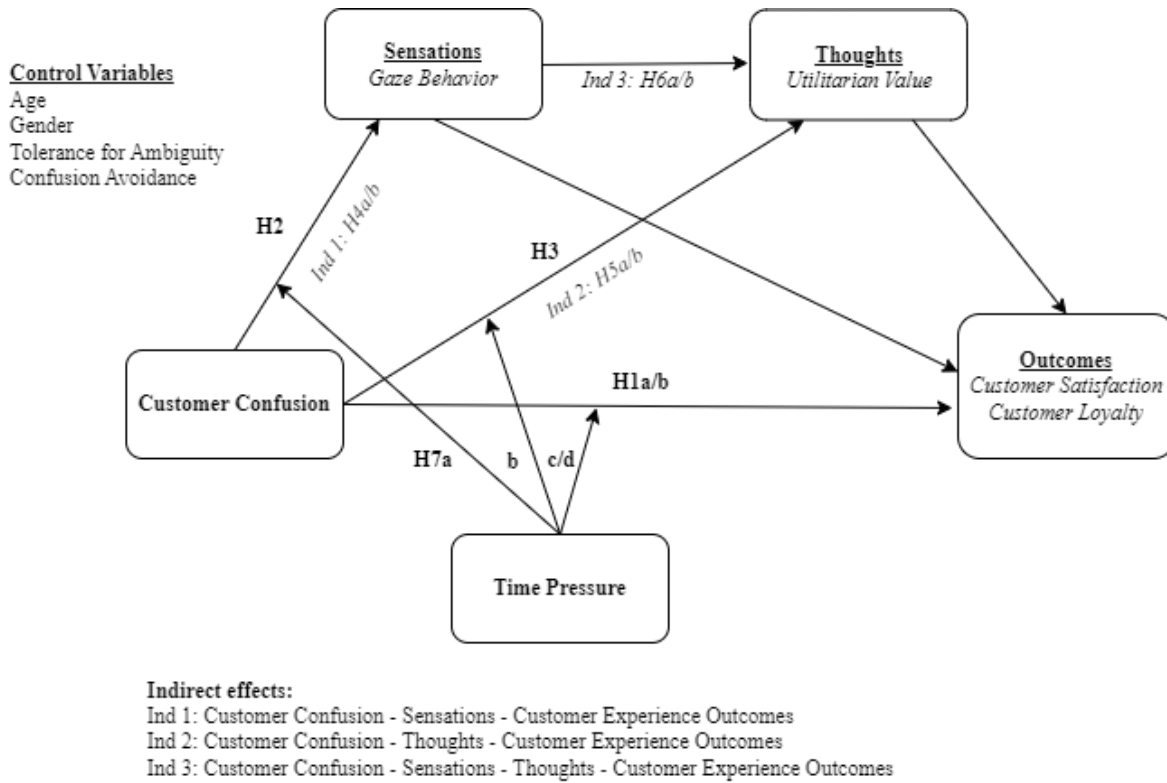 Control Variables
Age
Gender
Tolerance for Ambiguity
Confusion Avoidance
Sensations
Gaze Behavior
Ind 3: H6a/b
Thoughts
Utilitarian Value
H2
Ind 1: H4a/b
H3
Ind 2: H5a/b
Customer Confusion
H1a/b
Outcomes
Customer Satisfaction
Customer Loyalty
H7a
b
c/d
Time Pressure
Indirect effects:
Ind 1: Customer Confusion - Sensations - Customer Experience Outcomes
Ind 2: Customer Confusion - Thoughts - Customer Experience Outcomes
Ind 3: Customer Confusion - Sensations - Thoughts - Customer Experience Outcomes